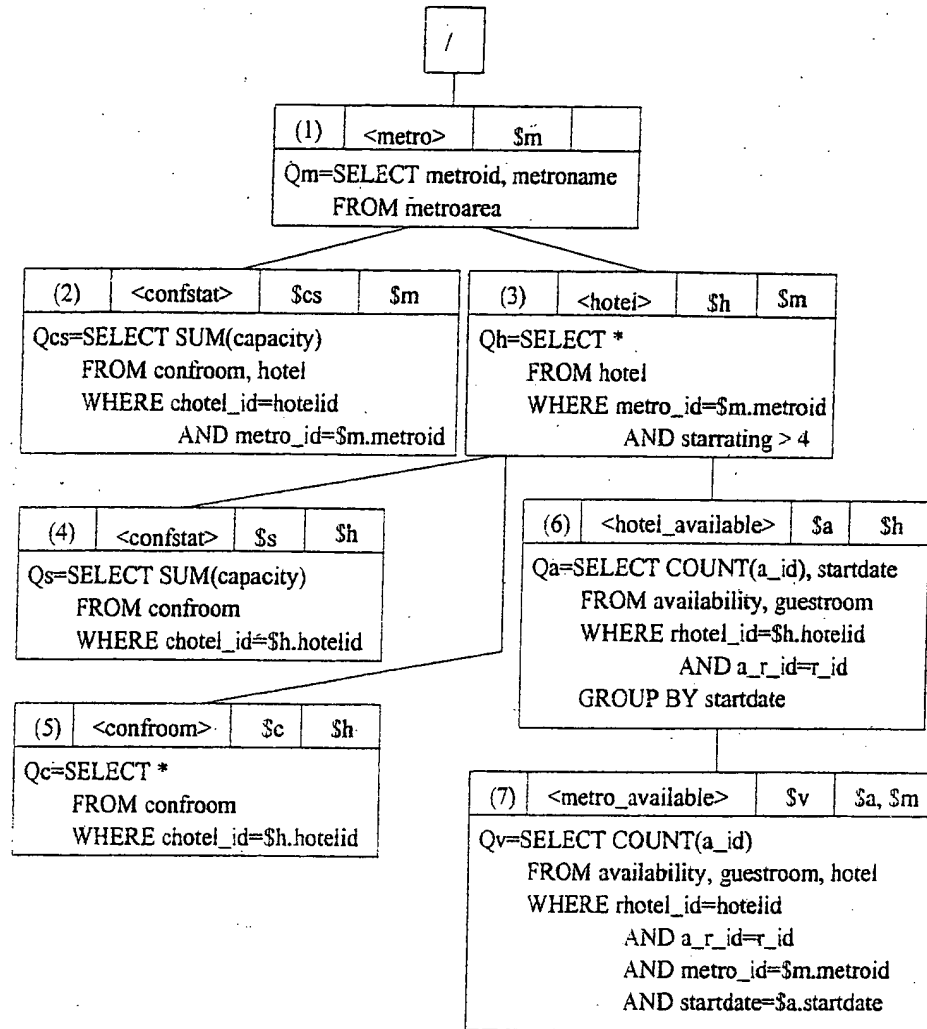 /
(1) <metro> $m
Qm=SELECT metroid, metroname
FROM metroarea
(2) <confstat> $cs $m
Qcs=SELECT SUM(capacity)
FROM confroom, hotel
WHERE chotel_id=hotelid
AND metro_id=$m.metroid
(3) <hotel> $h $m
Qh=SELECT *
FROM hotel
WHERE metro_id=$m.metroid
AND starrating > 4
(4) <confstat> $s $h
Qs=SELECT SUM(capacity)
FROM confroom
WHERE chotel_id=$h.hotelid
(6) <hotel_available> $a $h
Qa=SELECT COUNT(a_id), startdate
FROM availability, guestroom
WHERE rhotel_id=$h.hotelid
AND a_r_id=r_id
GROUP BY startdate
(5) <confroom> $c $h
Qc=SELECT *
FROM confroom
WHERE chotel_id=$h.hotelid
(7) <metro_available> $v $a, $m
Qv=SELECT COUNT(a_id)
FROM availability, guestroom, hotel
WHERE rhotel_id=hotelid
AND a_r_id=r_id
AND metro_id=$m.metroid
AND startdate=$a.startdate